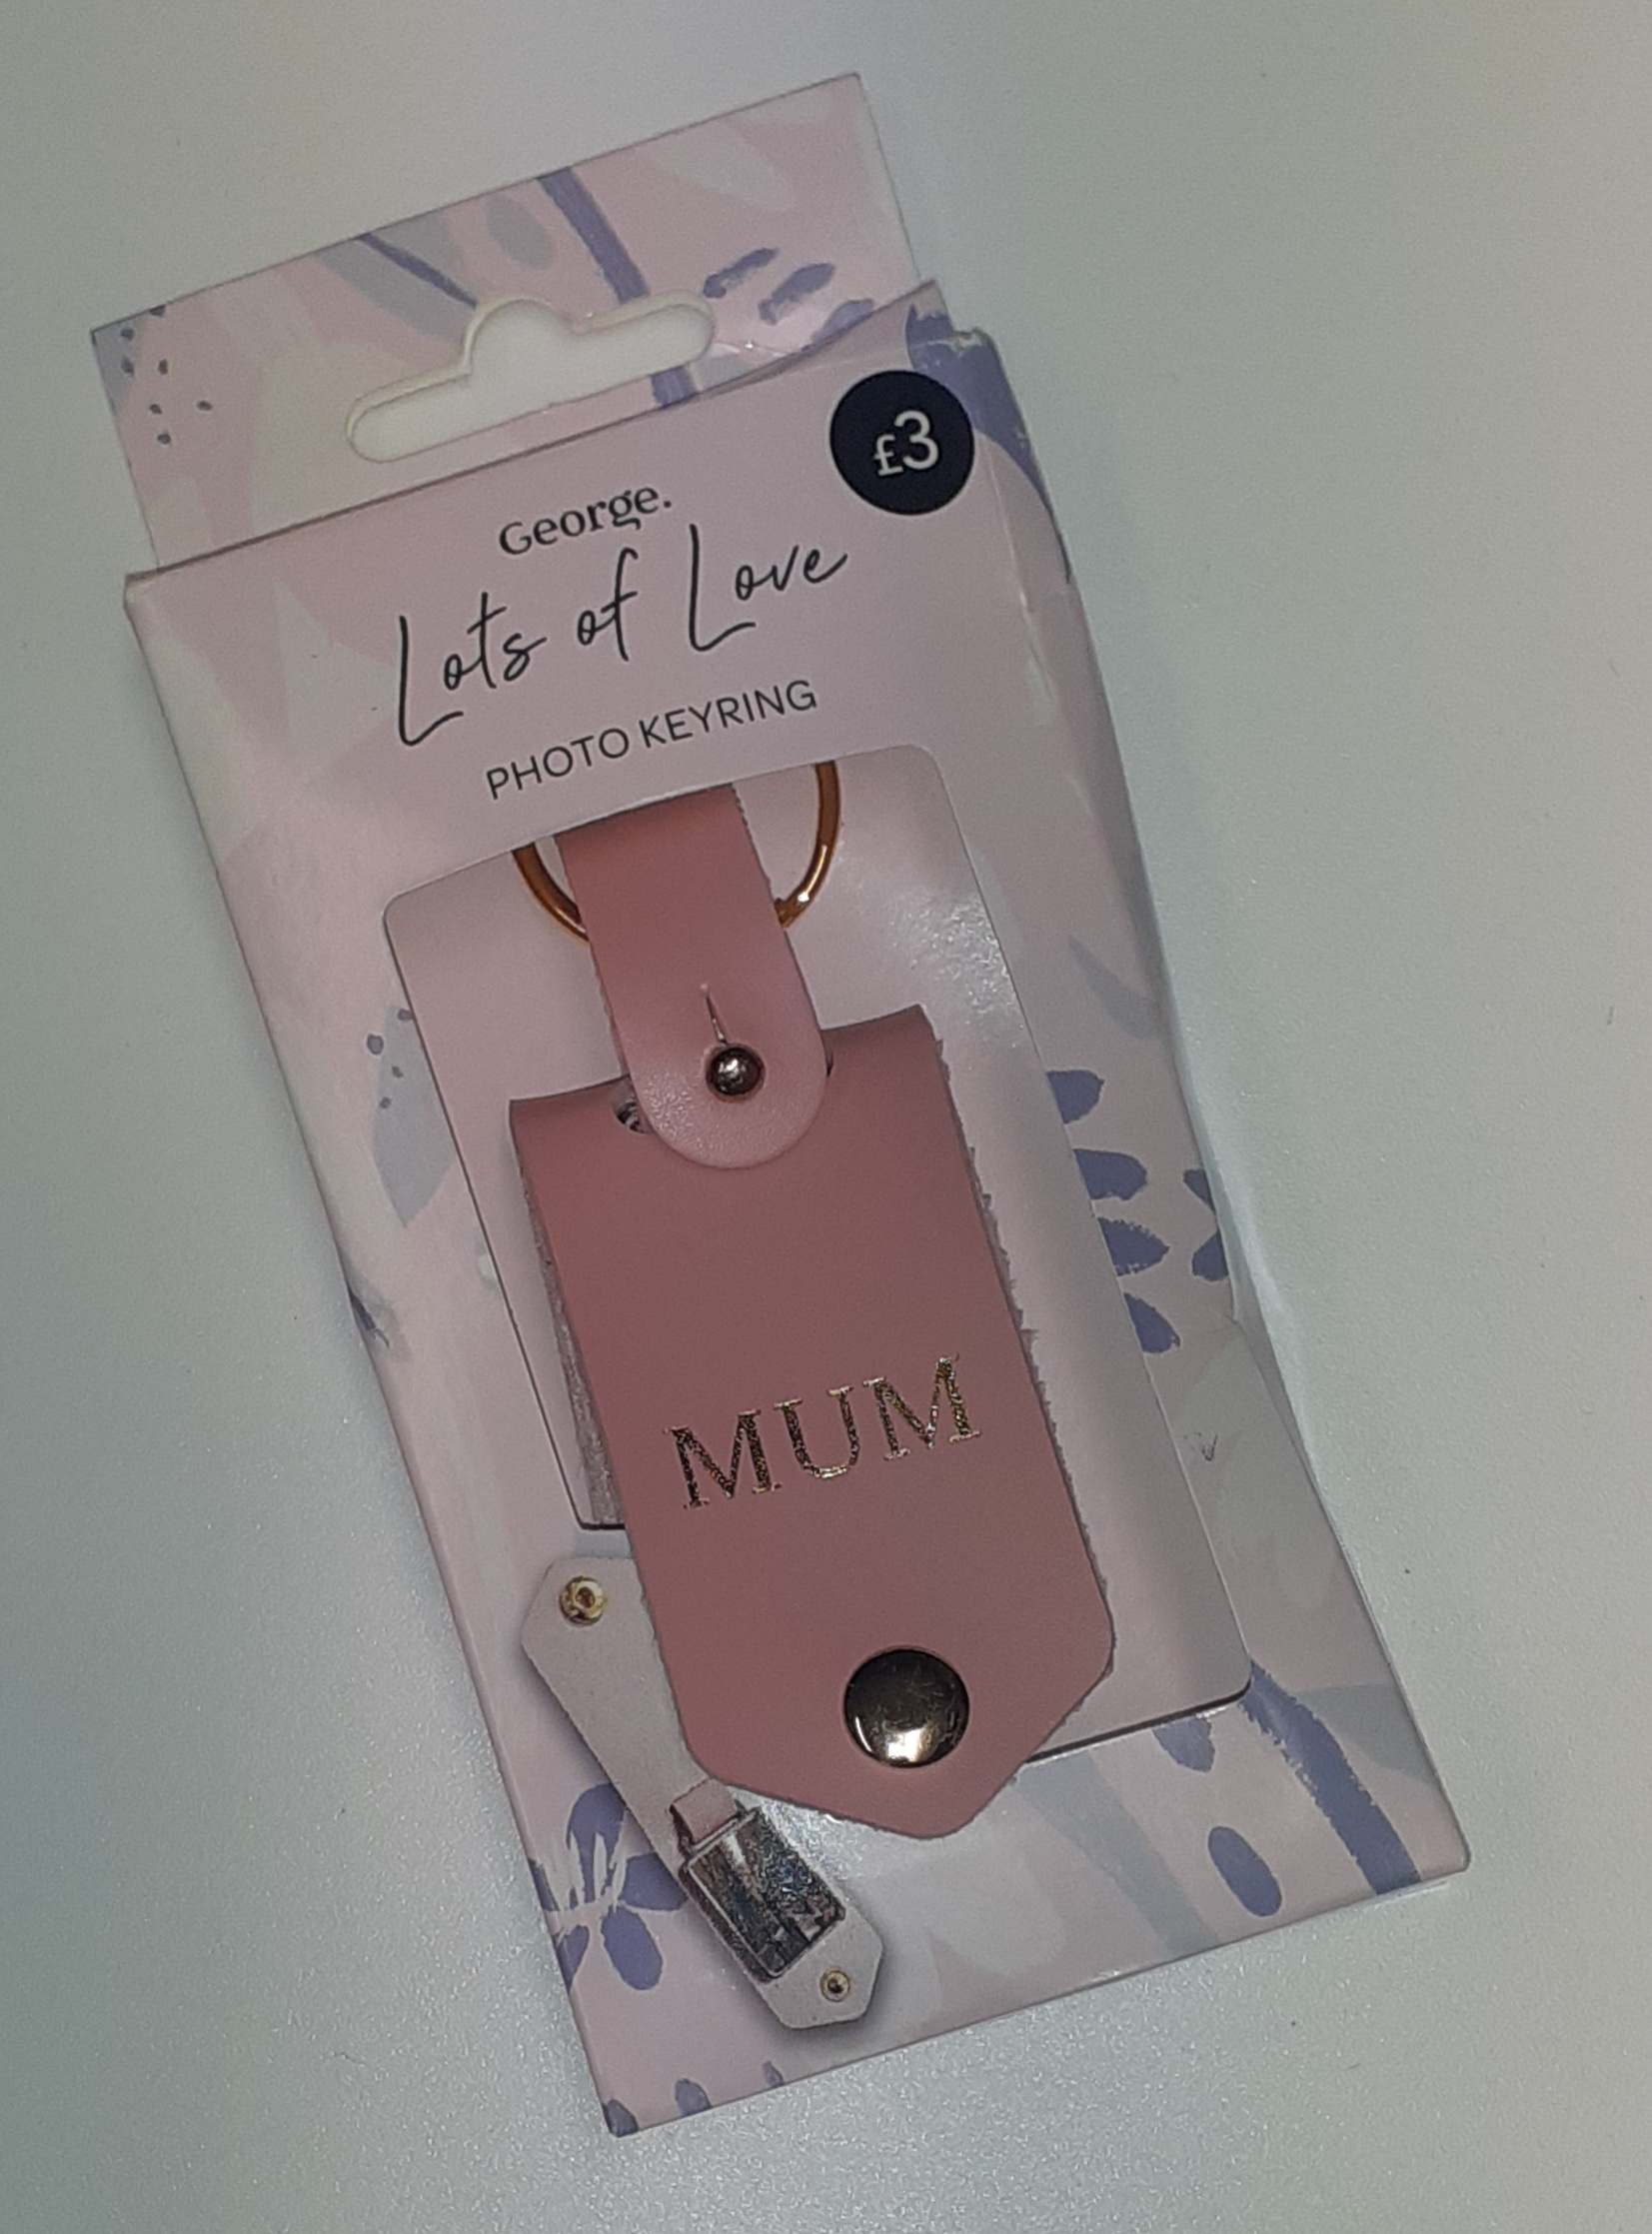 £3
George.
Lots of Love
PHOTO KEYRING
MUM